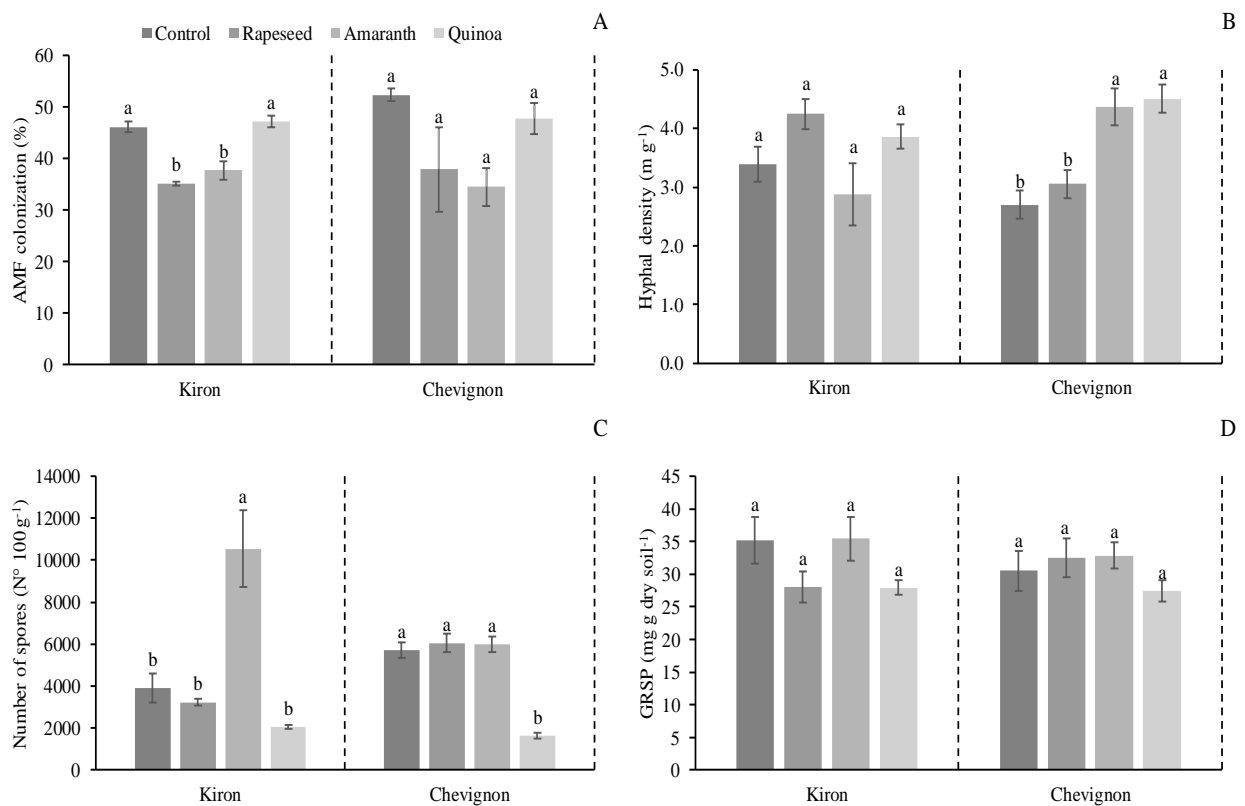 A
Control Rapeseed Amaranth Quinoa
60
50
40
30
20
10
0
AMF colonization (%)
a
b
b
a
a
a
a
a
Kiron Chevignon
B
5.0
4.0
3.0
2.0
1.0
0.0
Hyphal density (m g⁻¹)
a
a
a
a
b
b
a
a
Kiron Chevignon
C
14000
12000
10000
8000
6000
4000
2000
0
Number of spores (N° 100 g⁻¹)
b
b
a
b
a
a
a
b
Kiron Chevignon
D
45
40
35
30
25
20
15
10
5
0
GRSP (mg g dry soil⁻¹)
a
a
a
a
a
a
a
a
Kiron Chevignon